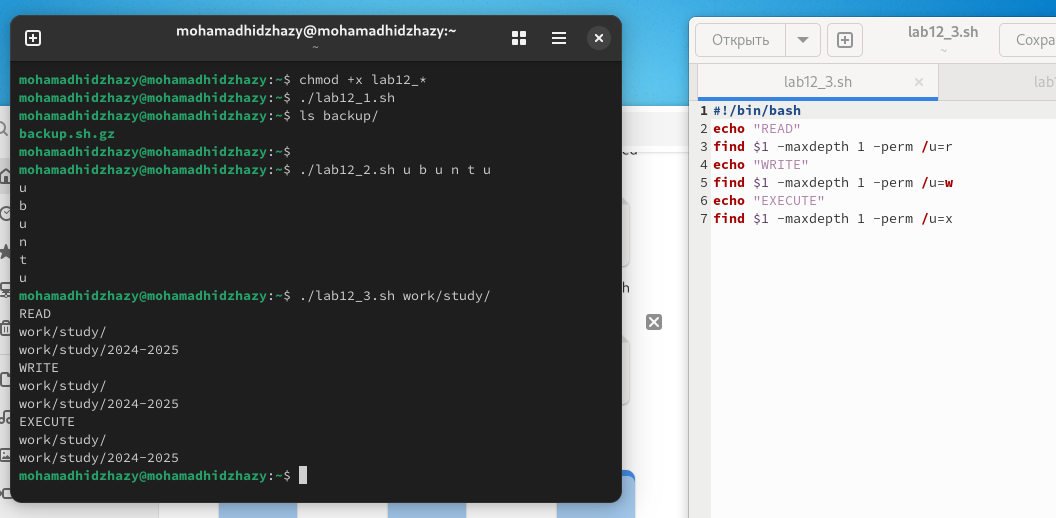 mohamadhidzhazy@mohamadhidzhazy:~
~
mohamadhidzhazy@mohamadhidzhazy:~$ chmod +x lab12_*
mohamadhidzhazy@mohamadhidzhazy:~$ ./lab12_1.sh
mohamadhidzhazy@mohamadhidzhazy:~$ ls backup/
backup.sh.gz
mohamadhidzhazy@mohamadhidzhazy:~$
mohamadhidzhazy@mohamadhidzhazy:~$ ./lab12_2.sh u b u n t u
u
b
u
n
t
u
mohamadhidzhazy@mohamadhidzhazy:~$ ./lab12_3.sh work/study/
READ
work/study/
work/study/2024-2025
WRITE
work/study/
work/study/2024-2025
EXECUTE
work/study/
work/study/2024-2025
mohamadhidzhazy@mohamadhidzhazy:~$
h
Открыть
lab12_3.sh
~
Сохра
lab12_3.sh
lab1
1 #!/bin/bash
2 echo "READ"
3 find $1 -maxdepth 1 -perm /u=r
4 echo "WRITE"
5 find $1 -maxdepth 1 -perm /u=w
6 echo "EXECUTE"
7 find $1 -maxdepth 1 -perm /u=x